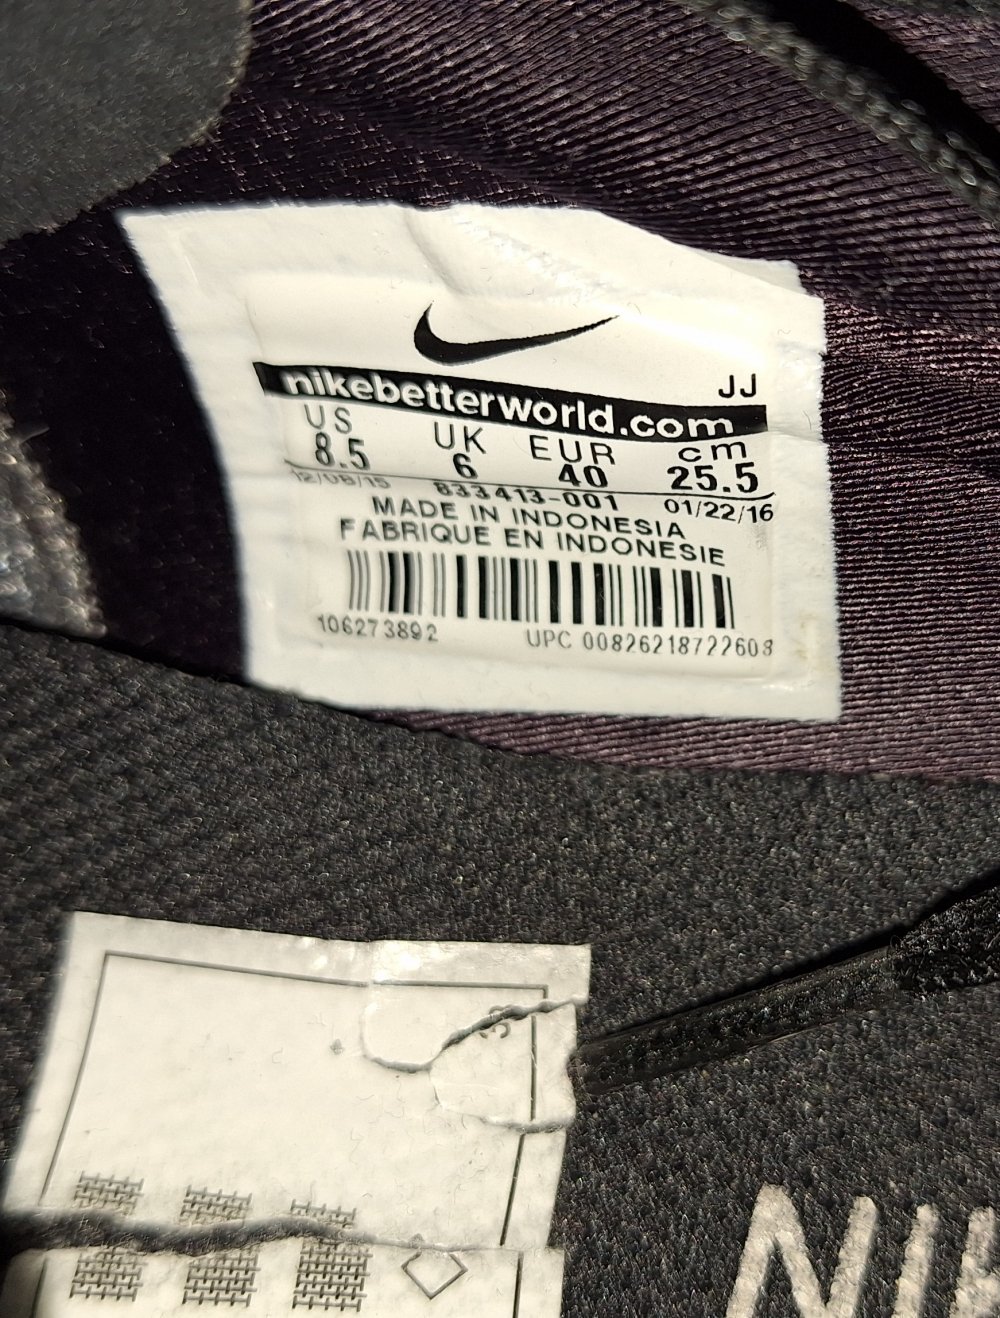 JJ
nikebetterworld.com
US UK EUR cm
8.5 6 40 25.5
12/08/15 833413-001 01/22/16
MADE IN INDONESIA
FABRIQUE EN INDONESIE
106273892 UPC 00826218722608